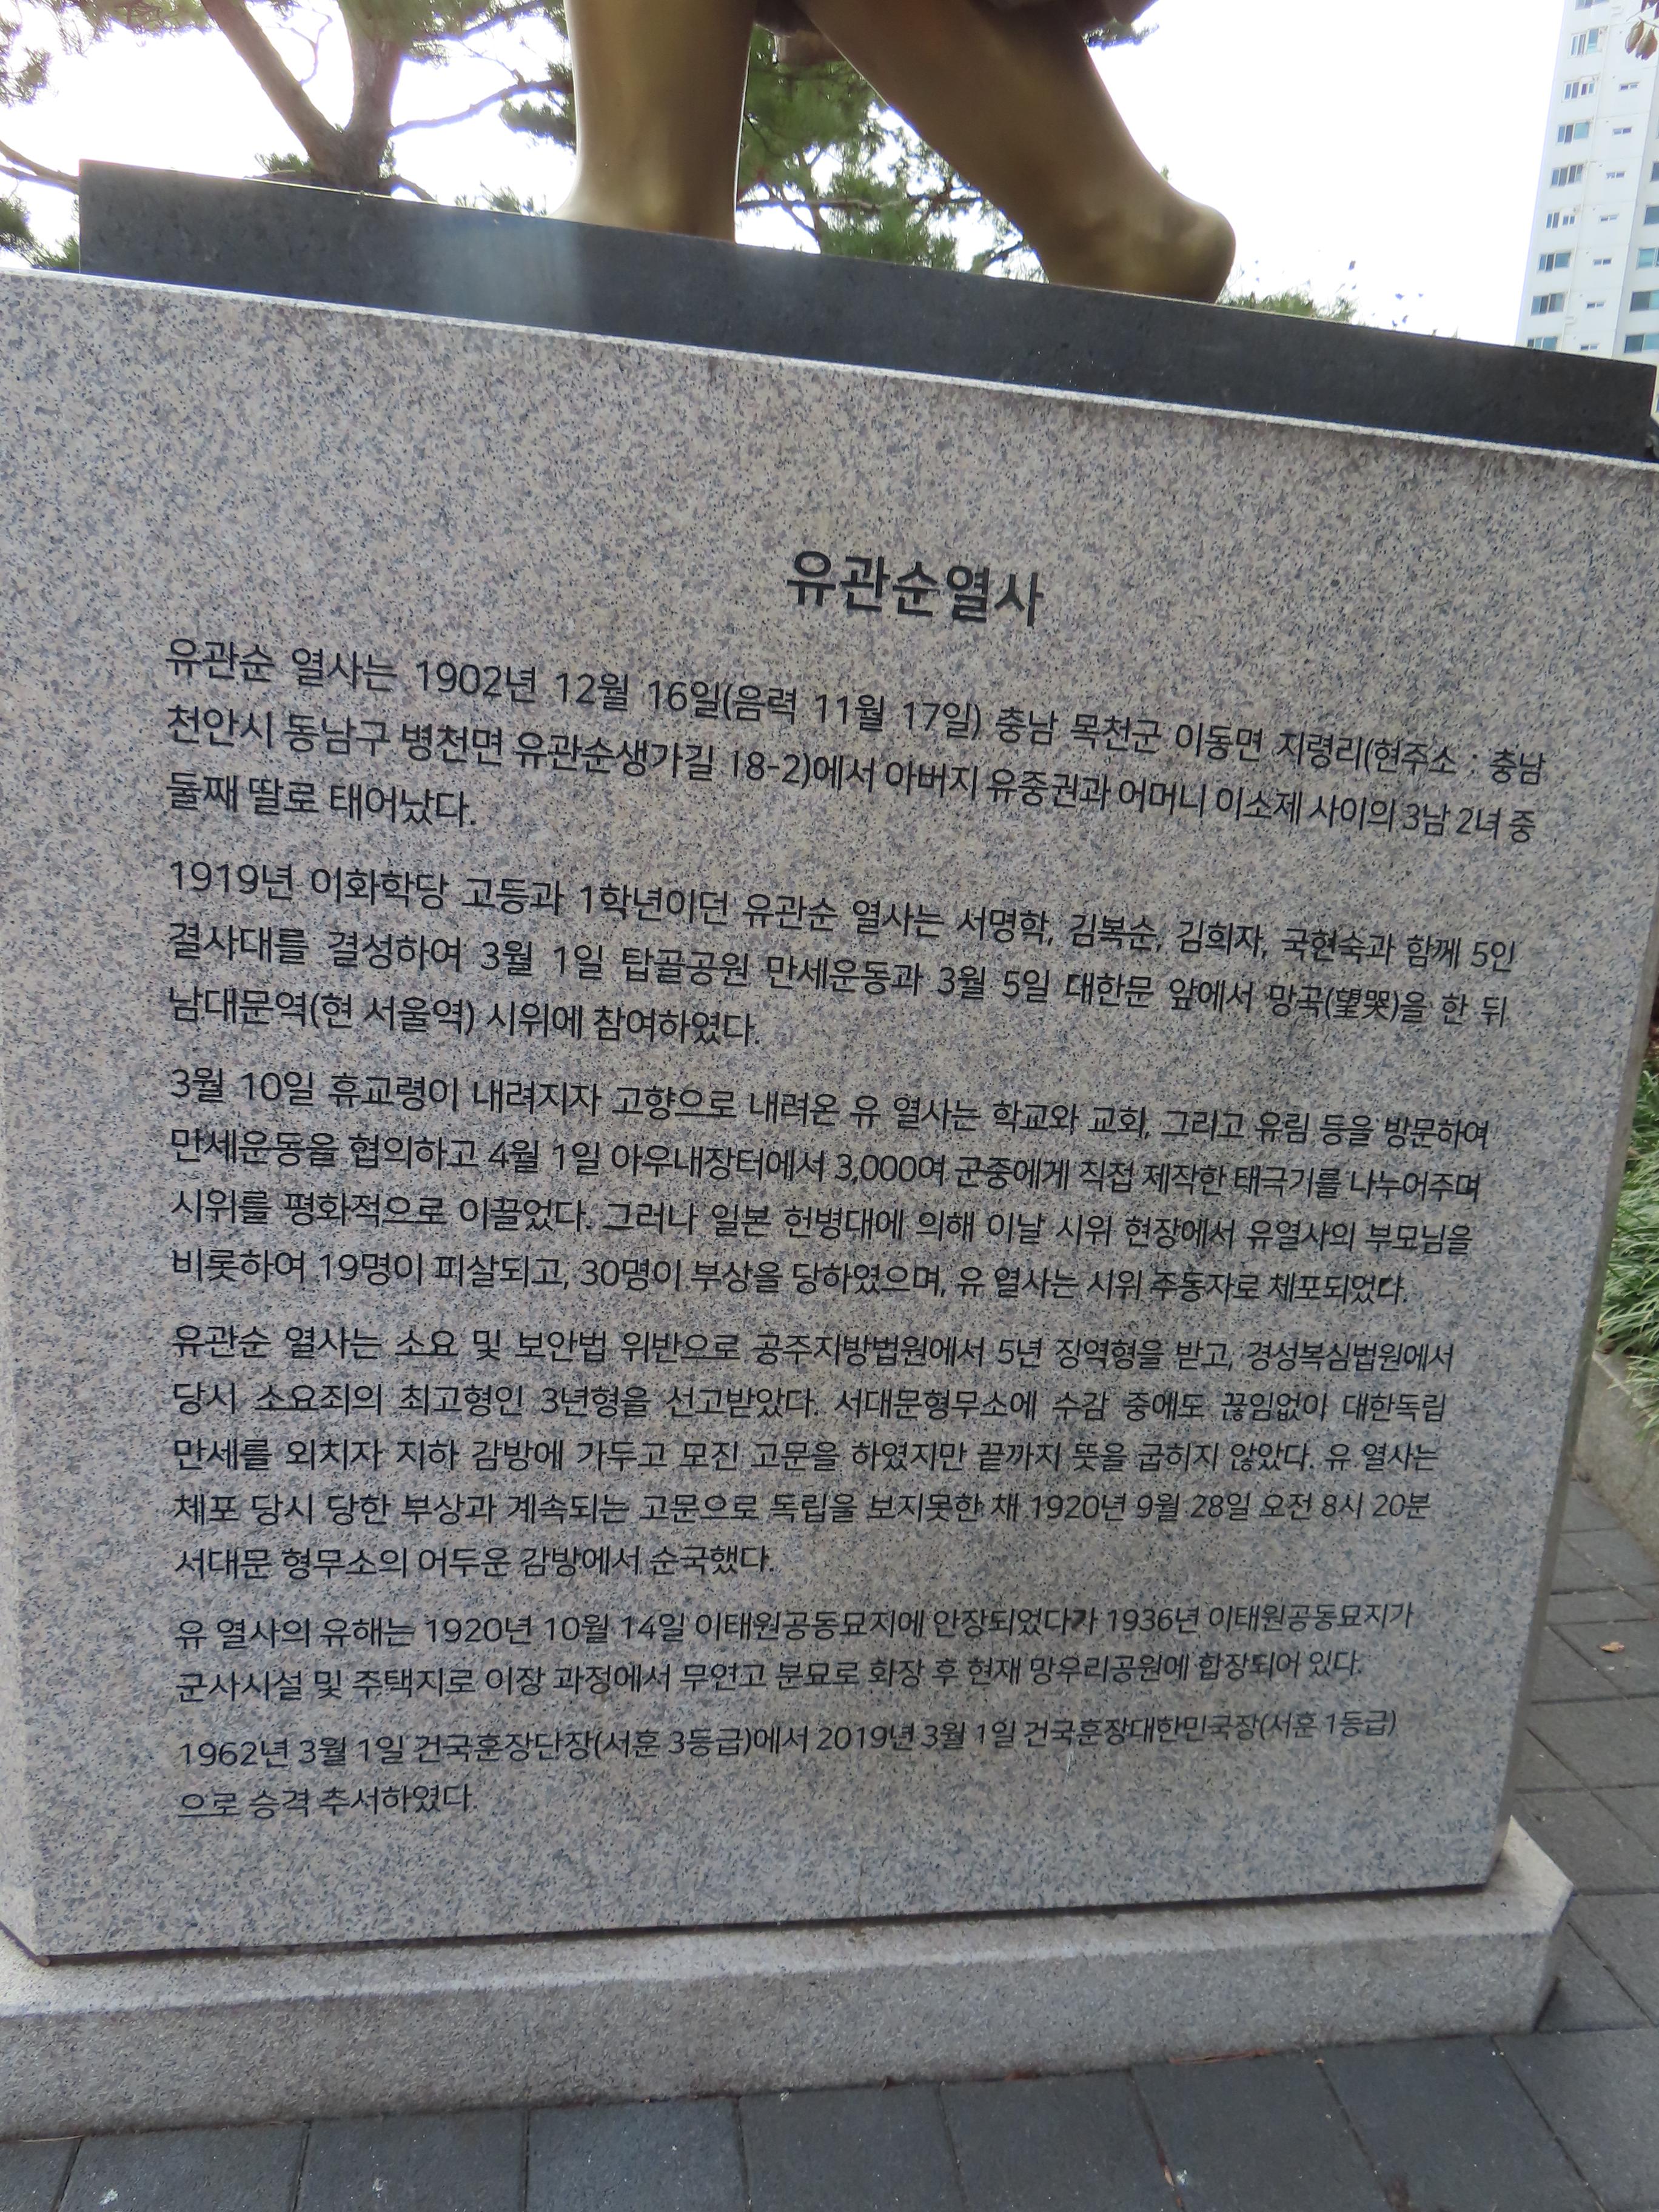 유관순열사
유관순 열사는 1902년 12월 16일(음력 11월 17일) 충남 목천군 이동면 지령리(현주소 : 충남
천안시 동남구 병천면 유관순생가길 18-2)에서 아버지 유중권과 어머니 이소제 사이의 3남 2녀 중
둘째 딸로 태어났다.
1919년 이화학당 고등과 1학년이던 유관순 열사는 서명학, 김복순, 김희자, 국현숙과 함께 5인
결사대를 결성하여 3월 1일 탑골공원 만세운동과 3월 5일 대한문 앞에서 망곡(望哭)을 한 뒤
남대문역(현 서울역) 시위에 참여하였다.
3월 10일 휴교령이 내려지자 고향으로 내려온 유 열사는 학교와 교회, 그리고 유림 등을 방문하여
만세운동을 협의하고 4월 1일 아우내장터에서 3,000여 군중에게 직접 제작한 태극기를 나누어주며
시위를 평화적으로 이끌었다. 그러나 일본 헌병대에 의해 이날 시위 현장에서 유열사의 부모님을
비롯하여 19명이 피살되고, 30명이 부상을 당하였으며, 유 열사는 시위 주동자로 체포되었다.
유관순 열사는 소요 및 보안법 위반으로 공주지방법원에서 5년 징역형을 받고, 경성복심법원에서
당시 소요죄의 최고형인 3년형을 선고받았다. 서대문형무소에 수감 중에도 끊임없이 대한독립
만세를 외치자 지하 감방에 가두고 모진 고문을 하였지만 끝까지 뜻을 굽히지 않았다. 유 열사는
체포 당시 당한 부상과 계속되는 고문으로 독립을 보지못한 채 1920년 9월 28일 오전 8시 20분
서대문 형무소의 어두운 감방에서 순국했다.
유 열사의 유해는 1920년 10월 14일 이태원공동묘지에 안장되었다가 1936년 이태원공동묘지가
군사시설 및 주택지로 이장 과정에서 무연고 분묘로 화장 후 현재 망우리공원에 합장되어 있다.
1962년 3월 1일 건국훈장단장(서훈 3등급)에서 2019년 3월 1일 건국훈장대한민국장(서훈 1등급)
으로 승격 추서하였다.